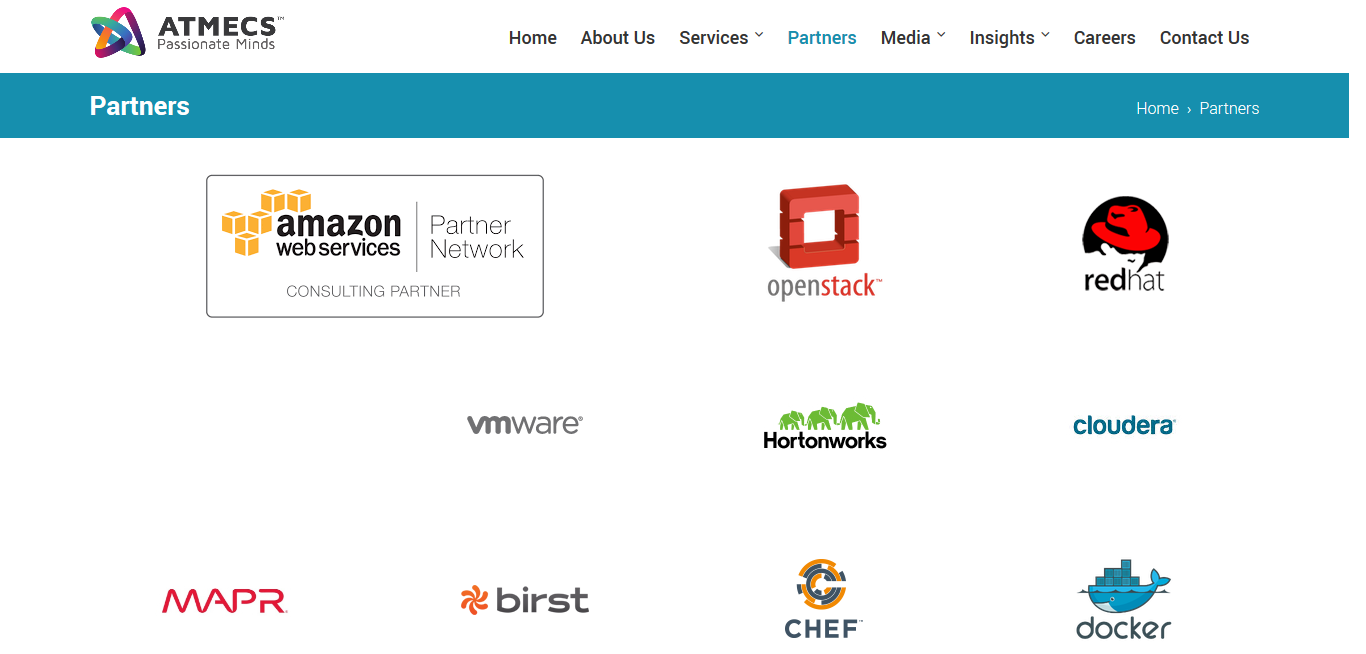 ATMECS™
Passionate Minds
Home About Us Services Partners Media Insights Careers Contact Us
Partners
Home › Partners
amazon
web services
Partner
Network
CONSULTING PARTNER
openstack™
redhat
vmware®
Hortonworks
cloudera®
MAPR®
birst
CHEF™
docker